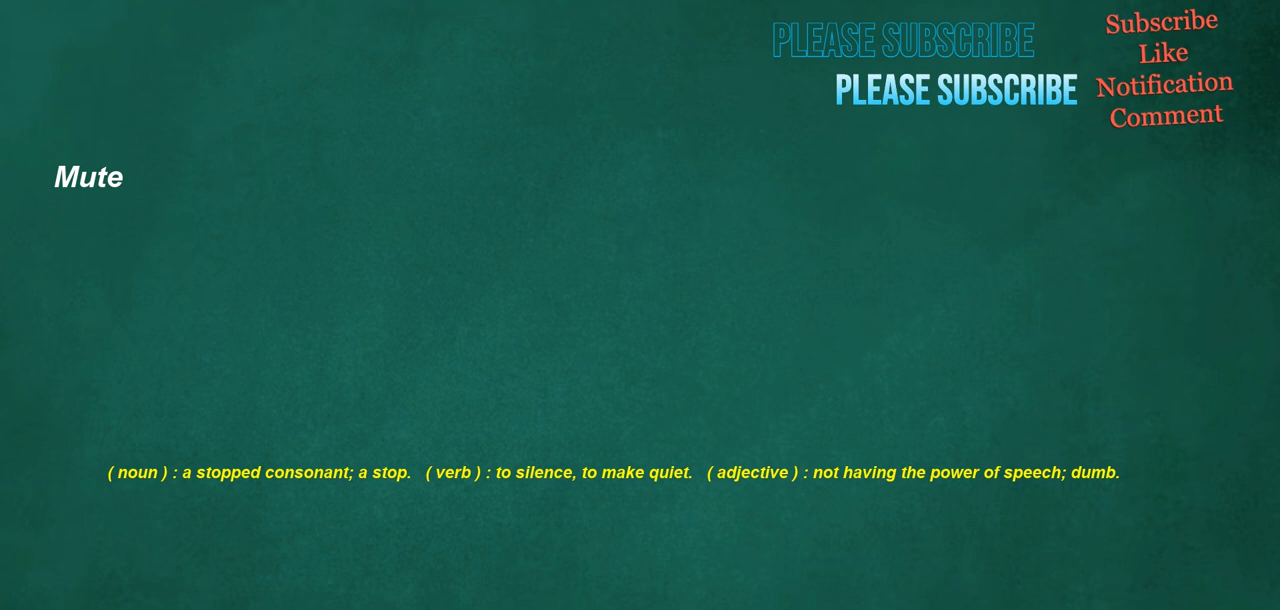 PLEASE SUBSCRIBE
PLEASE SUBSCRIBE
Subscribe
Like
Notification
Comment
Mute
( noun ) : a stopped consonant; a stop.   ( verb ) : to silence, to make quiet.   ( adjective ) : not having the power of speech; dumb.